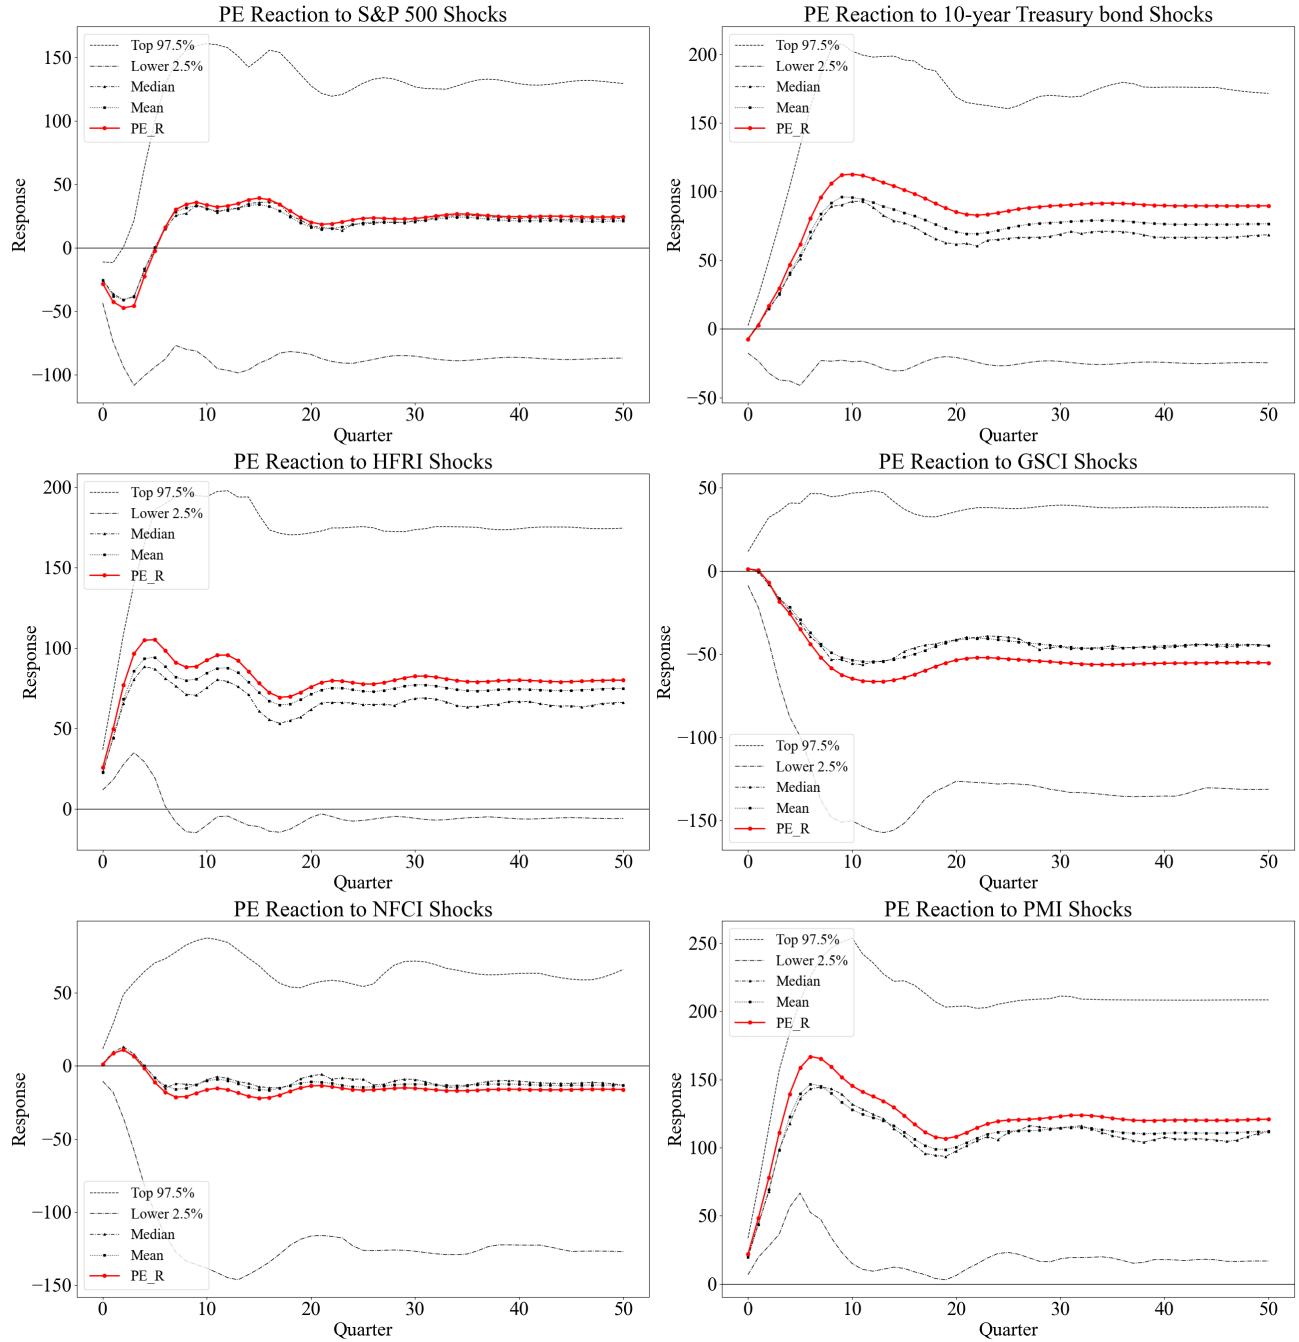 PE Reaction to S&P 500 Shocks
150
100
50
0
−50
−100
Response
Top 97.5%
Lower 2.5%
Median
Mean
PE_R
0 10 20 30 40 50
Quarter
PE Reaction to 10-year Treasury bond Shocks
200
150
100
50
0
−50
Response
Top 97.5%
Lower 2.5%
Median
Mean
PE_R
0 10 20 30 40 50
Quarter
PE Reaction to HFRI Shocks
200
150
100
50
0
Response
Top 97.5%
Lower 2.5%
Median
Mean
PE_R
0 10 20 30 40 50
Quarter
PE Reaction to GSCI Shocks
50
0
−50
−100
−150
Response
Top 97.5%
Lower 2.5%
Median
Mean
PE_R
0 10 20 30 40 50
Quarter
PE Reaction to NFCI Shocks
50
0
−50
−100
−150
Response
Top 97.5%
Lower 2.5%
Median
Mean
PE_R
0 10 20 30 40 50
Quarter
PE Reaction to PMI Shocks
250
200
150
100
50
0
Response
Top 97.5%
Lower 2.5%
Median
Mean
PE_R
0 10 20 30 40 50
Quarter